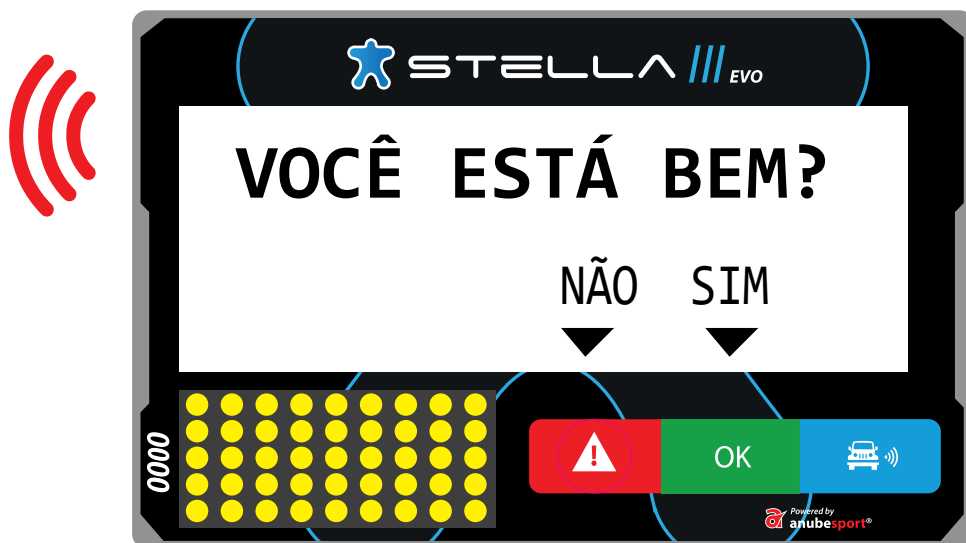 STELLA III EVO
VOCÊ ESTÁ BEM?
NÃO SIM
0000
! OK
Powered by
anubesport®